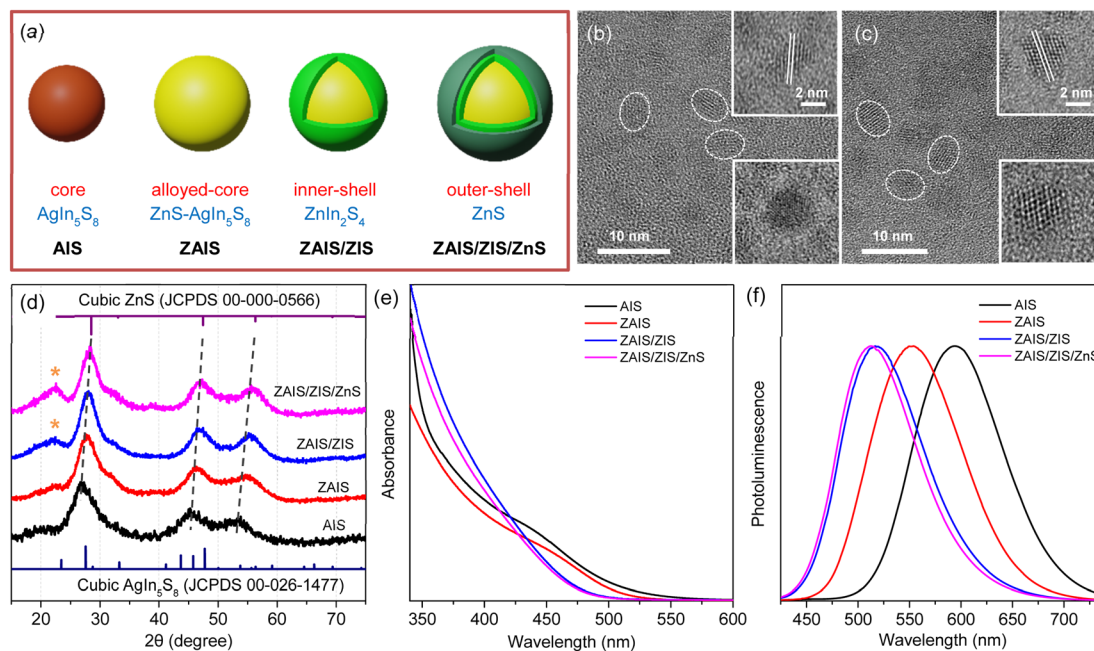 (a)
core
AgIn₅S₈
AIS
alloyed-core
ZnS-AgIn₅S₈
ZAIS
inner-shell
ZnIn₂S₄
ZAIS/ZIS
outer-shell
ZnS
ZAIS/ZIS/ZnS
(b)
2 nm
10 nm
(c)
2 nm
10 nm
(d)
Cubic ZnS (JCPDS 00-000-0566)
*
ZAIS/ZIS/ZnS
*
ZAIS/ZIS
ZAIS
AIS
Cubic AgIn₅S₈ (JCPDS 00-026-1477)
20 30 40 50 60 70
2θ (degree)
(e)
AIS
ZAIS
ZAIS/ZIS
ZAIS/ZIS/ZnS
Absorbance
350 400 450 500 550 600
Wavelength (nm)
(f)
AIS
ZAIS
ZAIS/ZIS
ZAIS/ZIS/ZnS
Photoluminescence
450 500 550 600 650 700
Wavelength (nm)